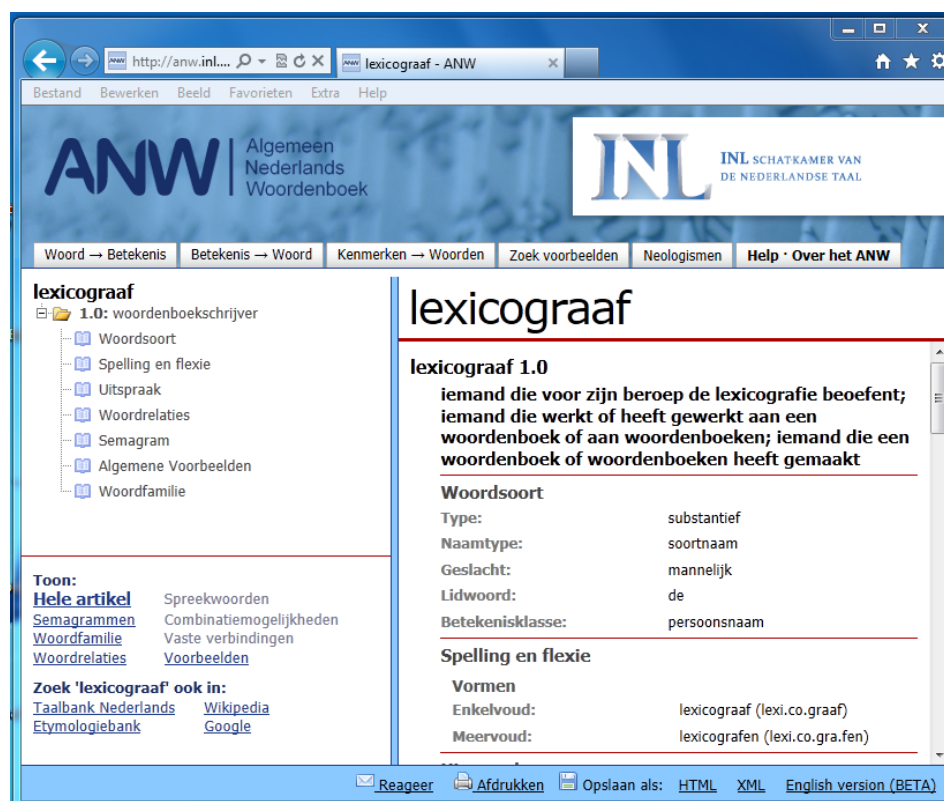 http://anw.inl....
lexicograaf - ANW
Bestand Bewerken Beeld Favorieten Extra Help
ANW
Algemeen
Nederlands
Woordenboek
INL
INL SCHATKAMER VAN
DE NEDERLANDSE TAAL
Woord → Betekenis Betekenis → Woord Kenmerken → Woorden Zoek voorbeelden Neologismen Help · Over het ANW
lexicograaf
1.0: woordenboekschrijver
Woordsoort
Spelling en flexie
Uitspraak
Woordrelaties
Semagram
Algemene Voorbeelden
Woordfamilie
Toon:
Hele artikel Spreekwoorden
Semagrammen Combinatiemogelijkheden
Woordfamilie Vaste verbindingen
Woordrelaties Voorbeelden
Zoek 'lexicograaf' ook in:
Taalbank Nederlands Wikipedia
Etymologiebank Google
lexicograaf
lexicograaf 1.0
iemand die voor zijn beroep de lexicografie beoefent;
iemand die werkt of heeft gewerkt aan een
woordenboek of aan woordenboeken; iemand die een
woordenboek of woordenboeken heeft gemaakt
Woordsoort
Type: substantief
Naamtype: soortnaam
Geslacht: mannelijk
Lidwoord: de
Betekenisklasse: persoonsnaam
Spelling en flexie
Vormen
Enkelvoud: lexicograaf (lexi.co.graaf)
Meervoud: lexicografen (lexi.co.gra.fen)
Reageer Afdrukken Opslaan als: HTML XML English version (BETA)